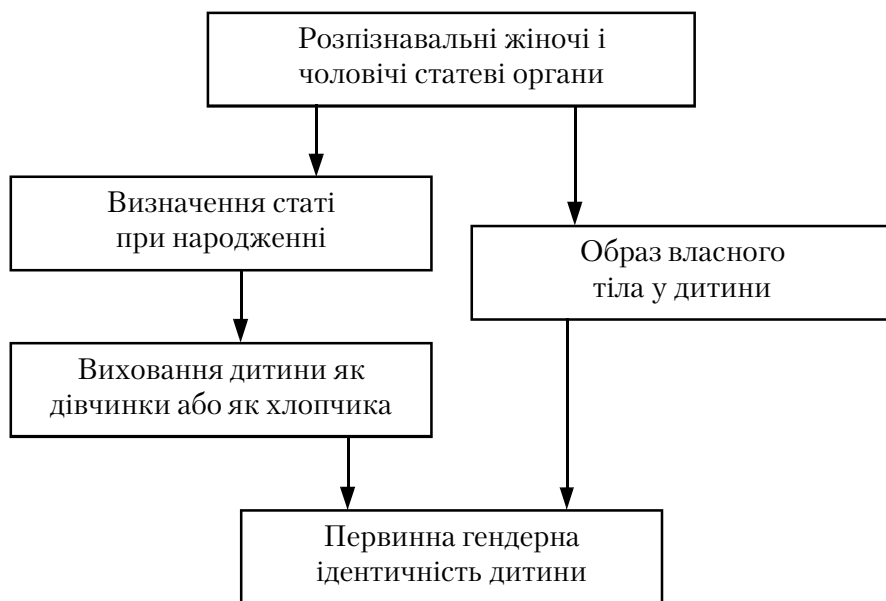 Розпізнавальні жіночі і
чоловічі статеві органи
Визначення статі
при народженні
Образ власного
тіла у дитини
Виховання дитини як
дівчинки або як хлопчика
Первинна гендерна
ідентичність дитини